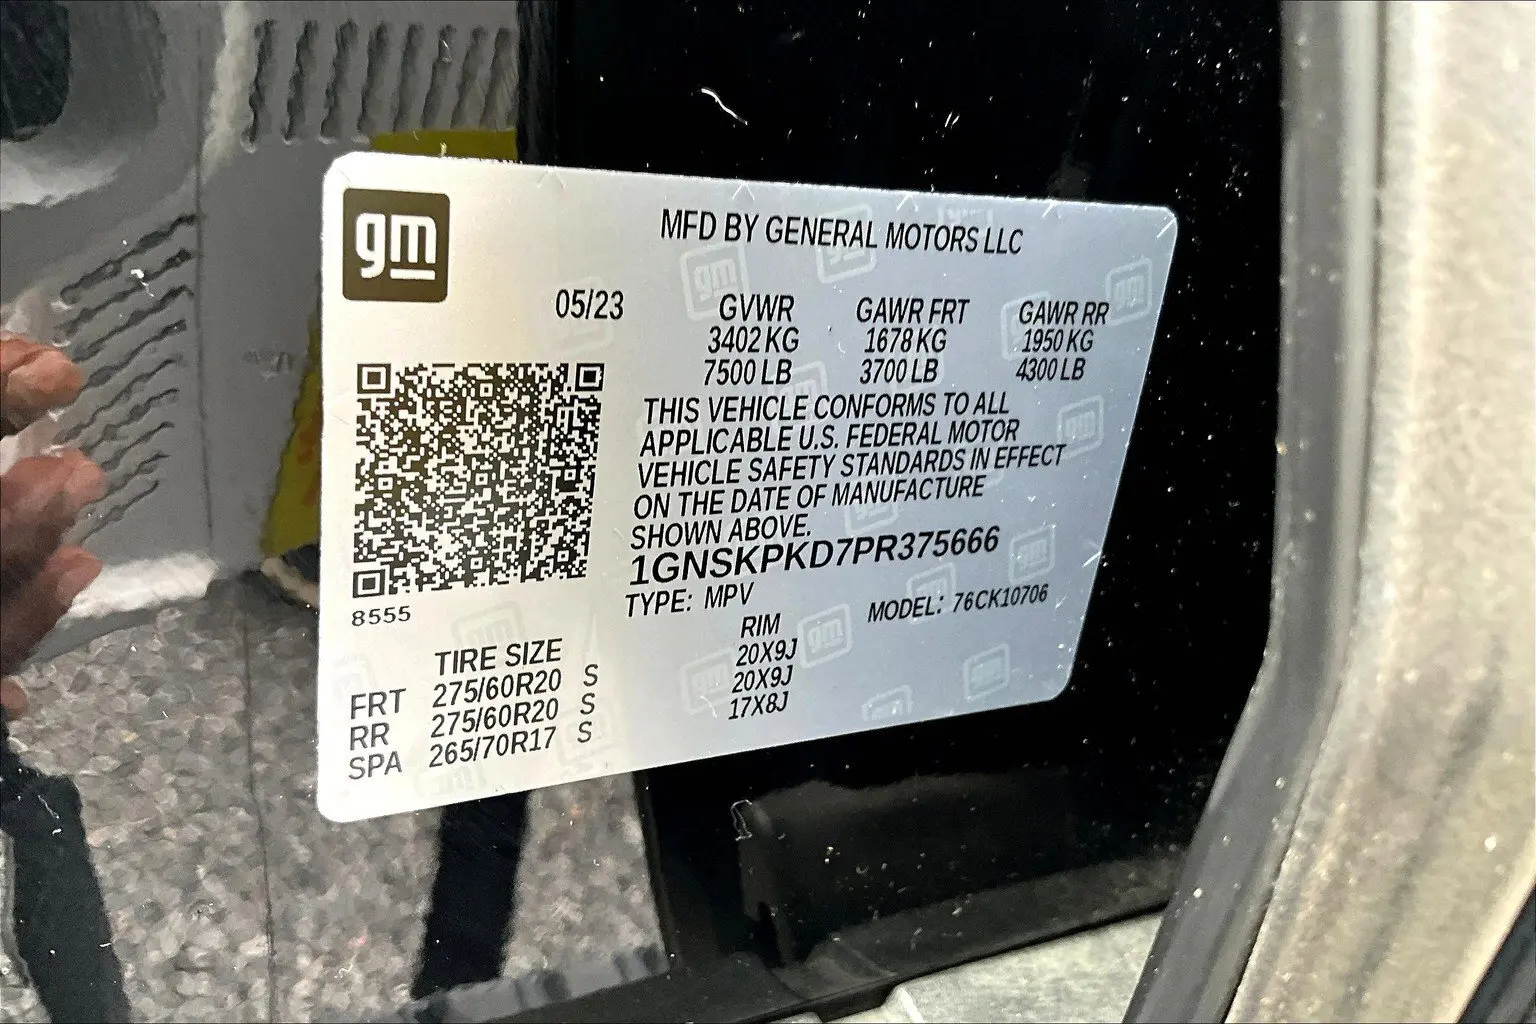 gm
MFD BY GENERAL MOTORS LLC
05/23 GVWR GAWR FRT GAWR RR
3402 KG 1678 KG 1950 KG
7500 LB 3700 LB 4300 LB
THIS VEHICLE CONFORMS TO ALL
APPLICABLE U.S. FEDERAL MOTOR
VEHICLE SAFETY STANDARDS IN EFFECT
ON THE DATE OF MANUFACTURE
SHOWN ABOVE.
1GNSKPKD7PR375666
8555
TYPE: MPV MODEL: 76CK10706
TIRE SIZE RIM
FRT 275/60R20 S 20X9J
RR 275/60R20 S 20X9J
SPA 265/70R17 S 17X8J